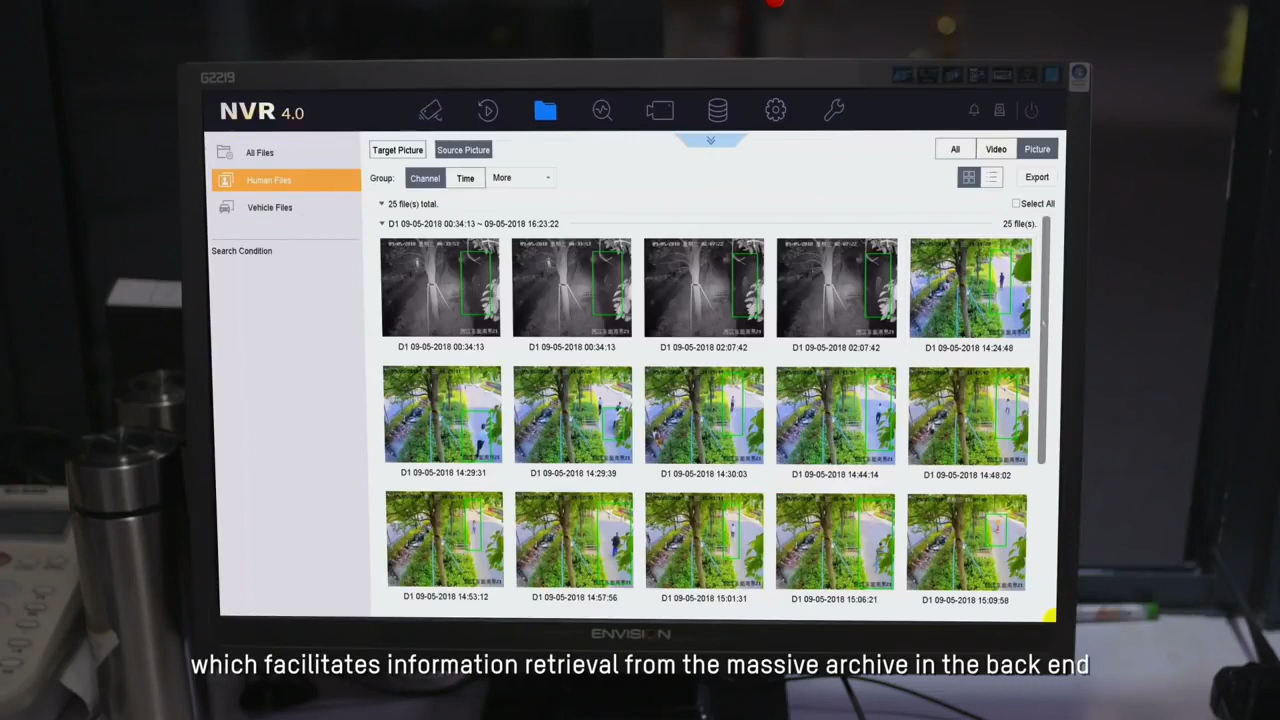 G2219
NVR 4.0
All Files
Human Files
Vehicle Files
Search Condition
Target Picture
Source Picture
All
Video
Picture
Group:
Channel
Time
More
Export
25 file(s) total.
Select All
D1 09-05-2018 00:34:13 ~ 09-05-2018 16:23:22
25 file(s).
D1 09-05-2018 00:34:13
D1 09-05-2018 00:34:13
D1 09-05-2018 02:07:42
D1 09-05-2018 02:07:42
D1 09-05-2018 14:24:48
D1 09-05-2018 14:29:31
D1 09-05-2018 14:29:39
D1 09-05-2018 14:30:03
D1 09-05-2018 14:44:14
D1 09-05-2018 14:48:02
D1 09-05-2018 14:53:12
D1 09-05-2018 14:57:56
D1 09-05-2018 15:01:31
D1 09-05-2018 15:06:21
D1 09-05-2018 15:09:58
ENVISION
which facilitates information retrieval from the massive archive in the back end